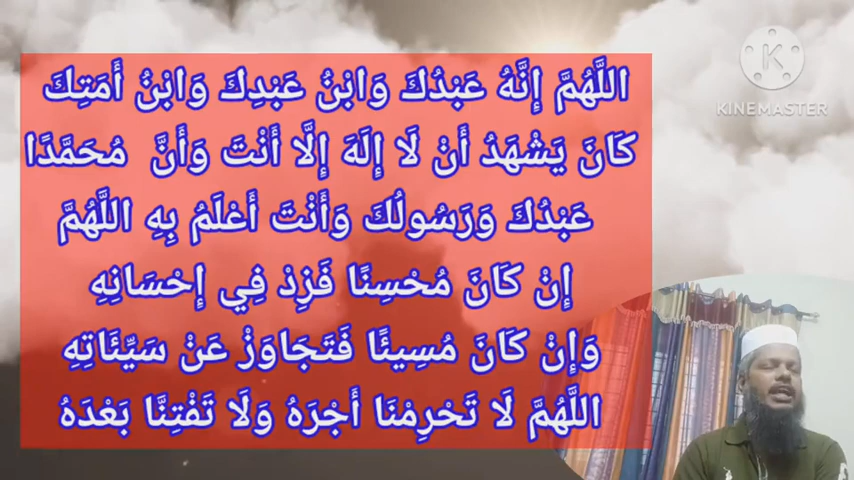 اللَّهُمَّ إِنَّهُ عَبْدُكَ وَابْنُ عَبْدِكَ وَابْنُ أَمَتِكَ
كَانَ يَشْهَدُ أَنْ لَا إِلَهَ إِلَّا أَنْتَ وَأَنَّ مُحَمَّدًا
عَبْدُكَ وَرَسُولُكَ وَأَنْتَ أَعْلَمُ بِهِ اللَّهُمَّ
إِنْ كَانَ مُحْسِنًا فَزِدْ فِي إِحْسَانِهِ
وَإِنْ كَانَ مُسِيئًا فَتَجَاوَزْ عَنْ سَيِّئَاتِهِ
اللَّهُمَّ لَا تَحْرِمْنَا أَجْرَهُ وَلَا تَفْتِنَّا بَعْدَهُ
K
KINEMASTER